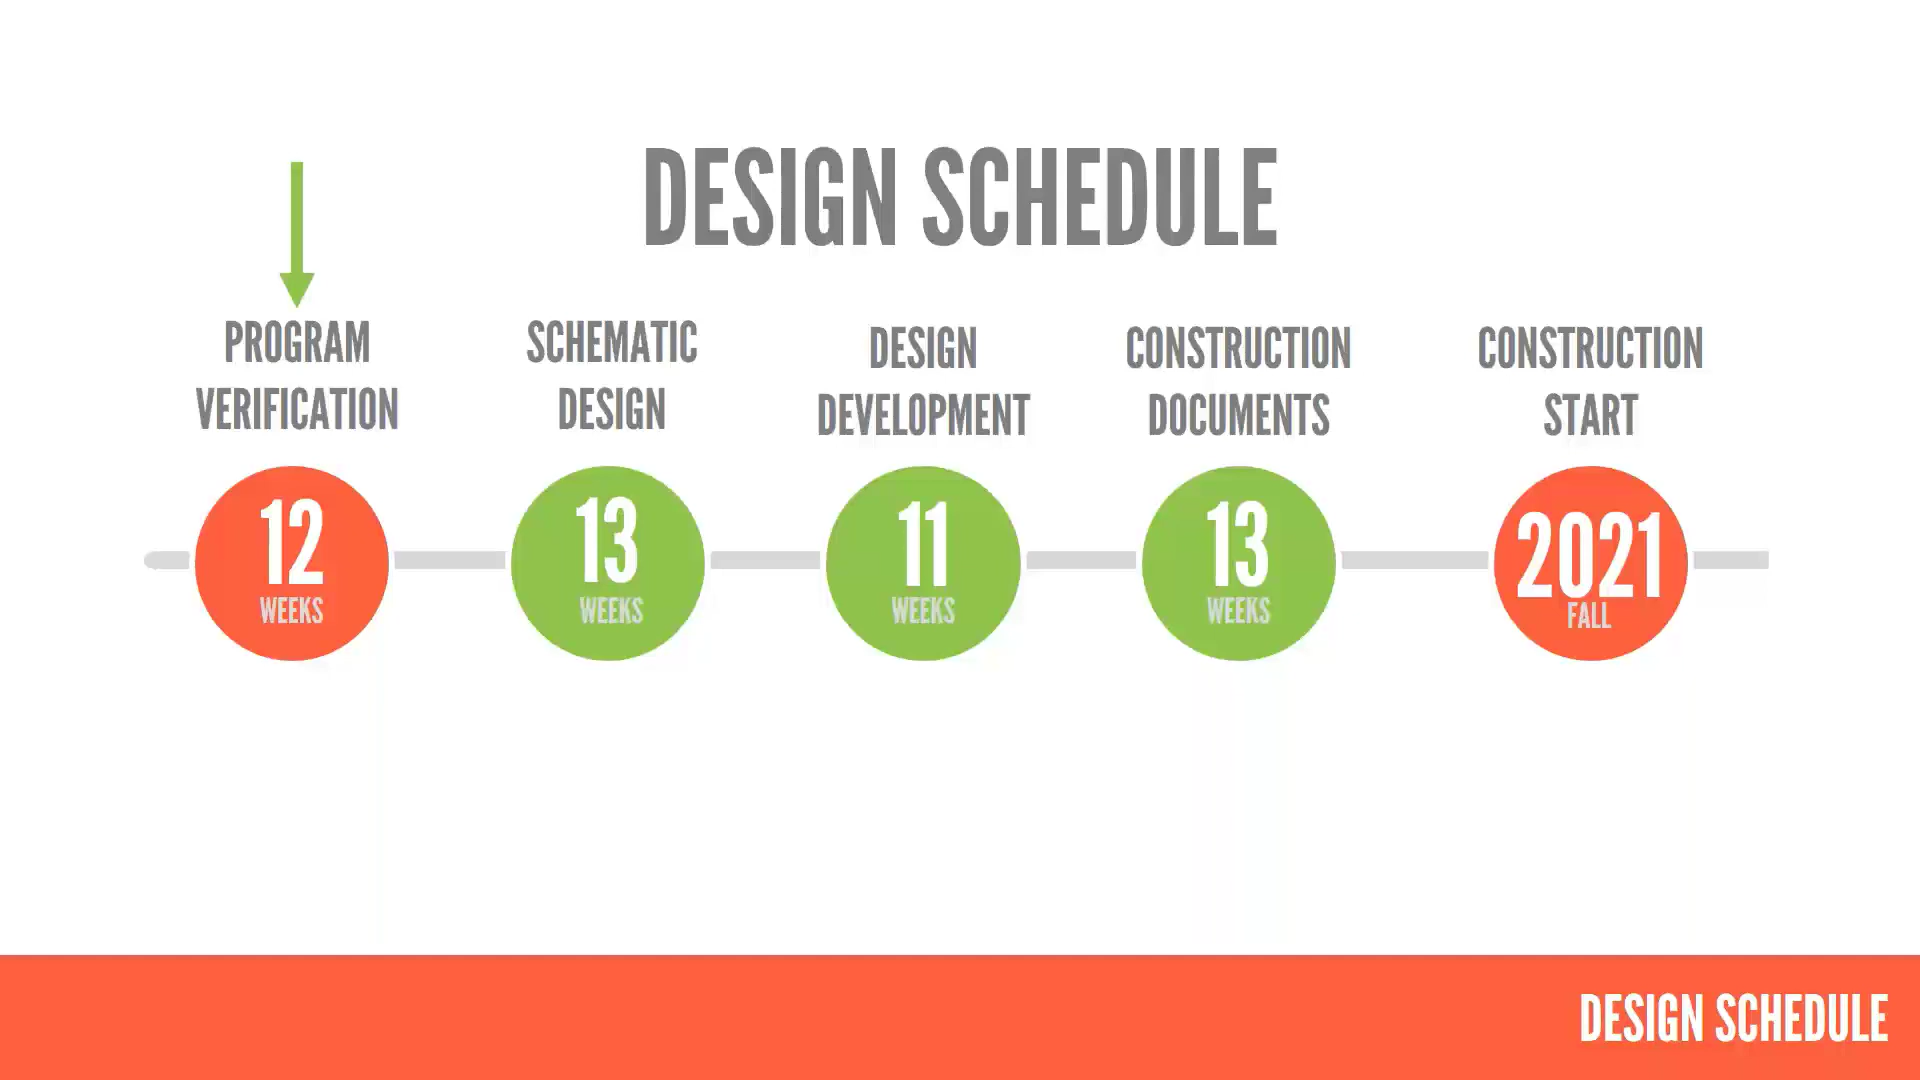 DESIGN SCHEDULE
PROGRAM
VERIFICATION
12
WEEKS
SCHEMATIC
DESIGN
13
WEEKS
DESIGN
DEVELOPMENT
11
WEEKS
CONSTRUCTION
DOCUMENTS
13
WEEKS
CONSTRUCTION
START
2021
FALL
DESIGN SCHEDULE